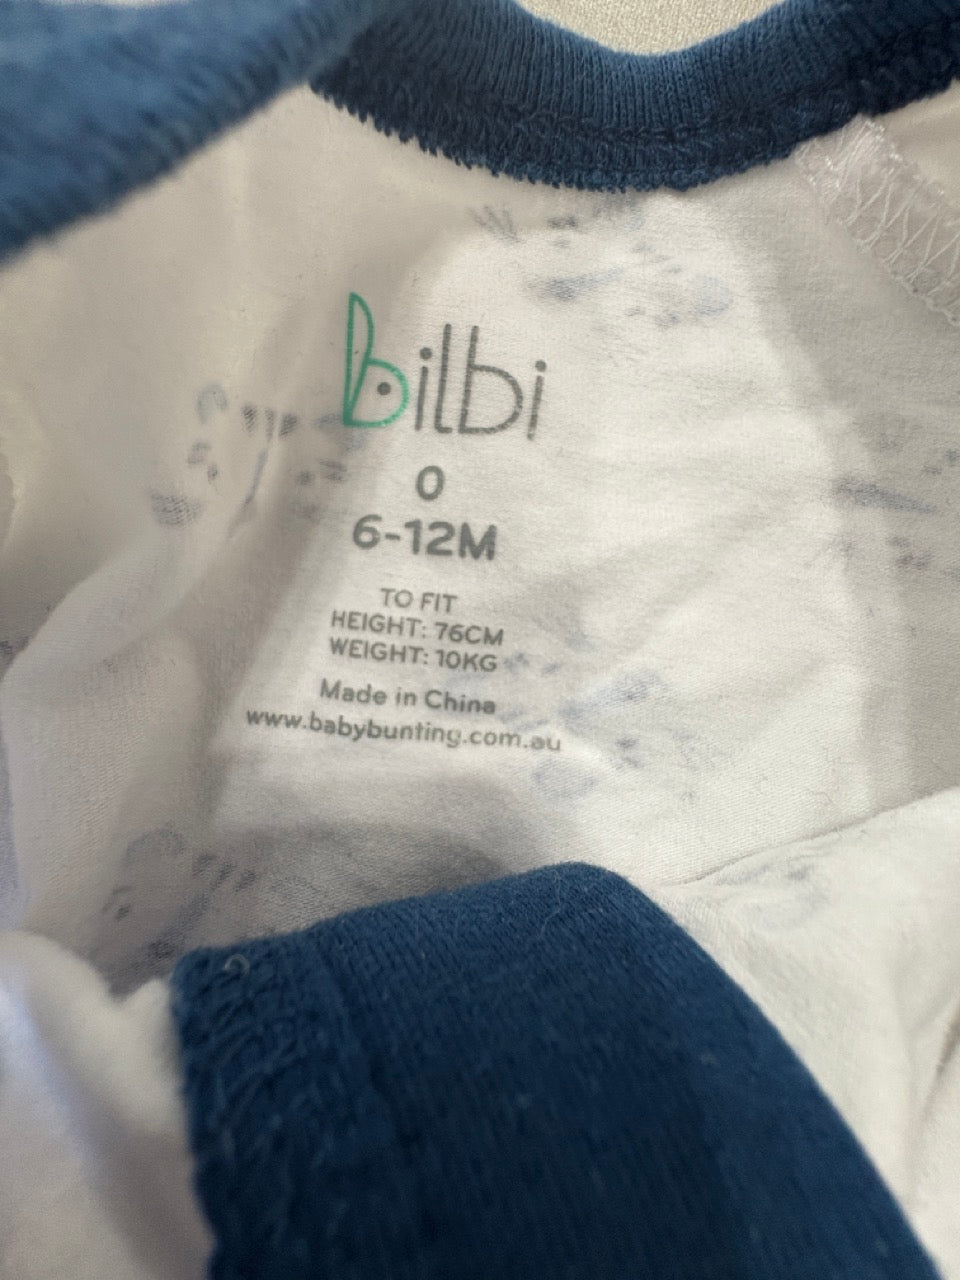 bilbi
0
6-12M
TO FIT
HEIGHT: 76CM
WEIGHT: 10KG
Made in China
www.babybunting.com.au